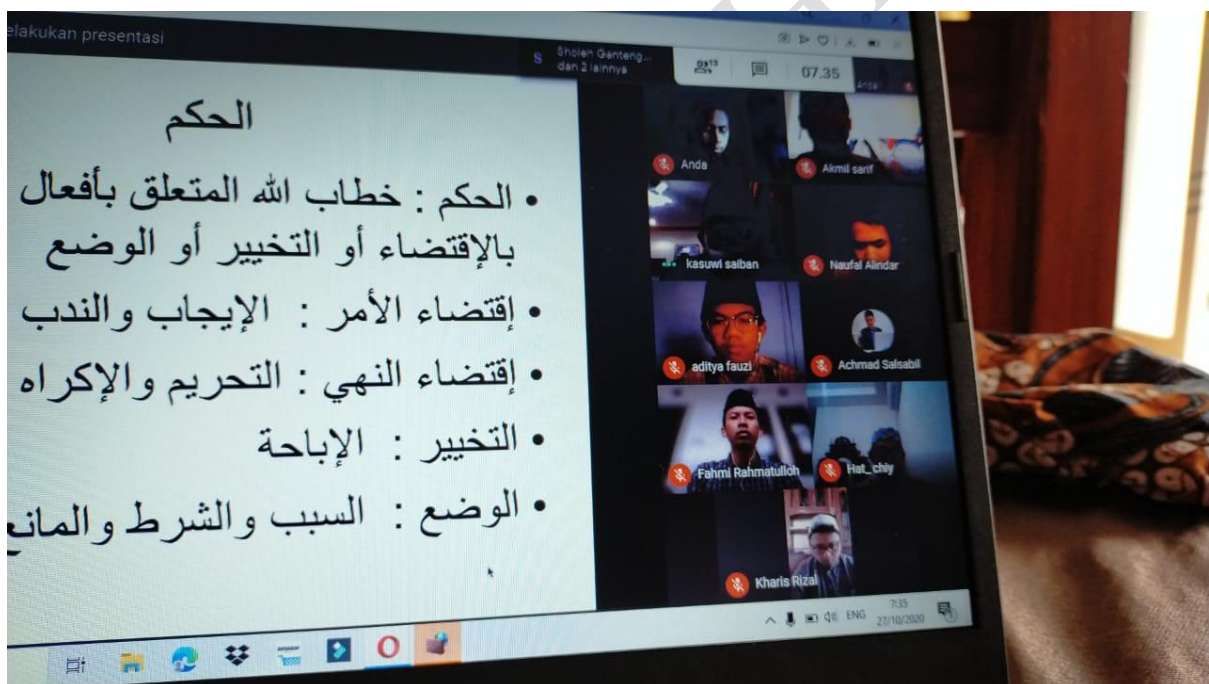 elakukan presentasi
S
Sholeh Ganteng...
dan 2 lainnya
13
07.35
الحكم
• الحكم : خطاب الله المتعلق بأفعال
بالإقتضاء أو التخيير أو الوضع
• إقتضاء الأمر : الإيجاب والندب
• إقتضاء النهي : التحريم والإكراه
• التخيير : الإباحة
• الوضع : السبب والشرط والمانع
Anda
Akmil sarif
kasuwi saiban
Naufal Alindar
aditya fauzi
Achmad Salsabil
Fahmi Rahmatulloh
Hat_chiy
Kharis Rizal
ENG
7:35
27/10/2020